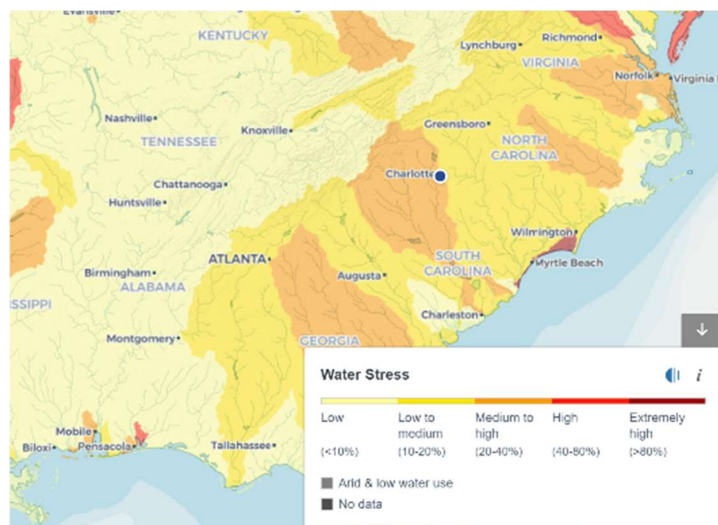 Evansville
KENTUCKY
Lynchburg
Richmond
VIRGINIA
Norfolk
Virginia
Nashville
Knoxville
Greensboro
TENNESSEE
NORTH
CAROLINA
Charlotte
Chattanooga
Huntsville
ATLANTA
Wilmington
SOUTH
CAROLINA
Myrtle Beach
Birmingham
ALABAMA
Augusta
SSIPPI
Charleston
Montgomery
GEORGIA
Mobile
Biloxi
Pensacola
Tallahassee
Water Stress
i
Low
Low to
medium
Medium to
high
High
Extremely
high
(<10%)
(10-20%)
(20-40%)
(40-80%)
(>80%)
Arid & low water use
No data